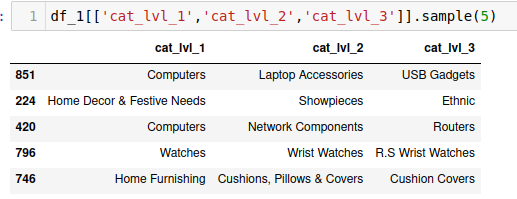 : 1 df_1[['cat_lvl_1','cat_lvl_2','cat_lvl_3']].sample(5)
cat_lvl_1 cat_lvl_2 cat_lvl_3
851 Computers Laptop Accessories USB Gadgets
224 Home Decor & Festive Needs Showpieces Ethnic
420 Computers Network Components Routers
796 Watches Wrist Watches R.S Wrist Watches
746 Home Furnishing Cushions, Pillows & Covers Cushion Covers